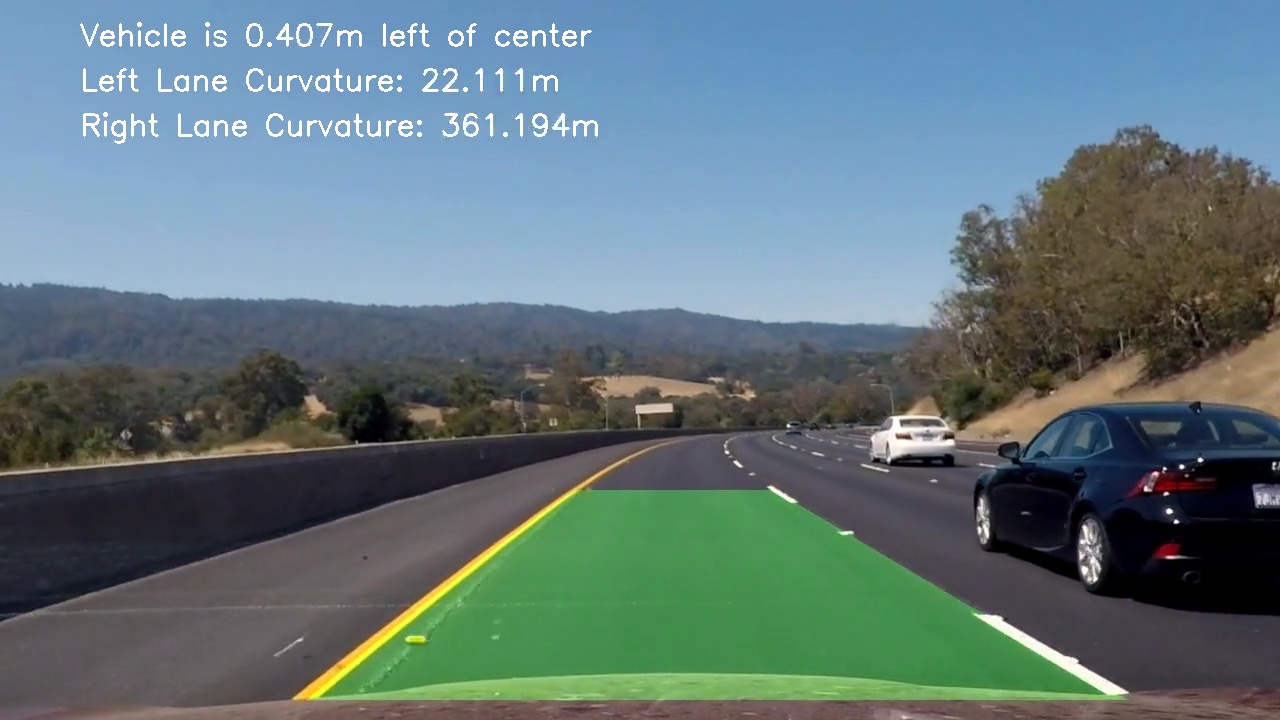 Vehicle is 0.407m left of center
Left Lane Curvature: 22.111m
Right Lane Curvature: 361.194m